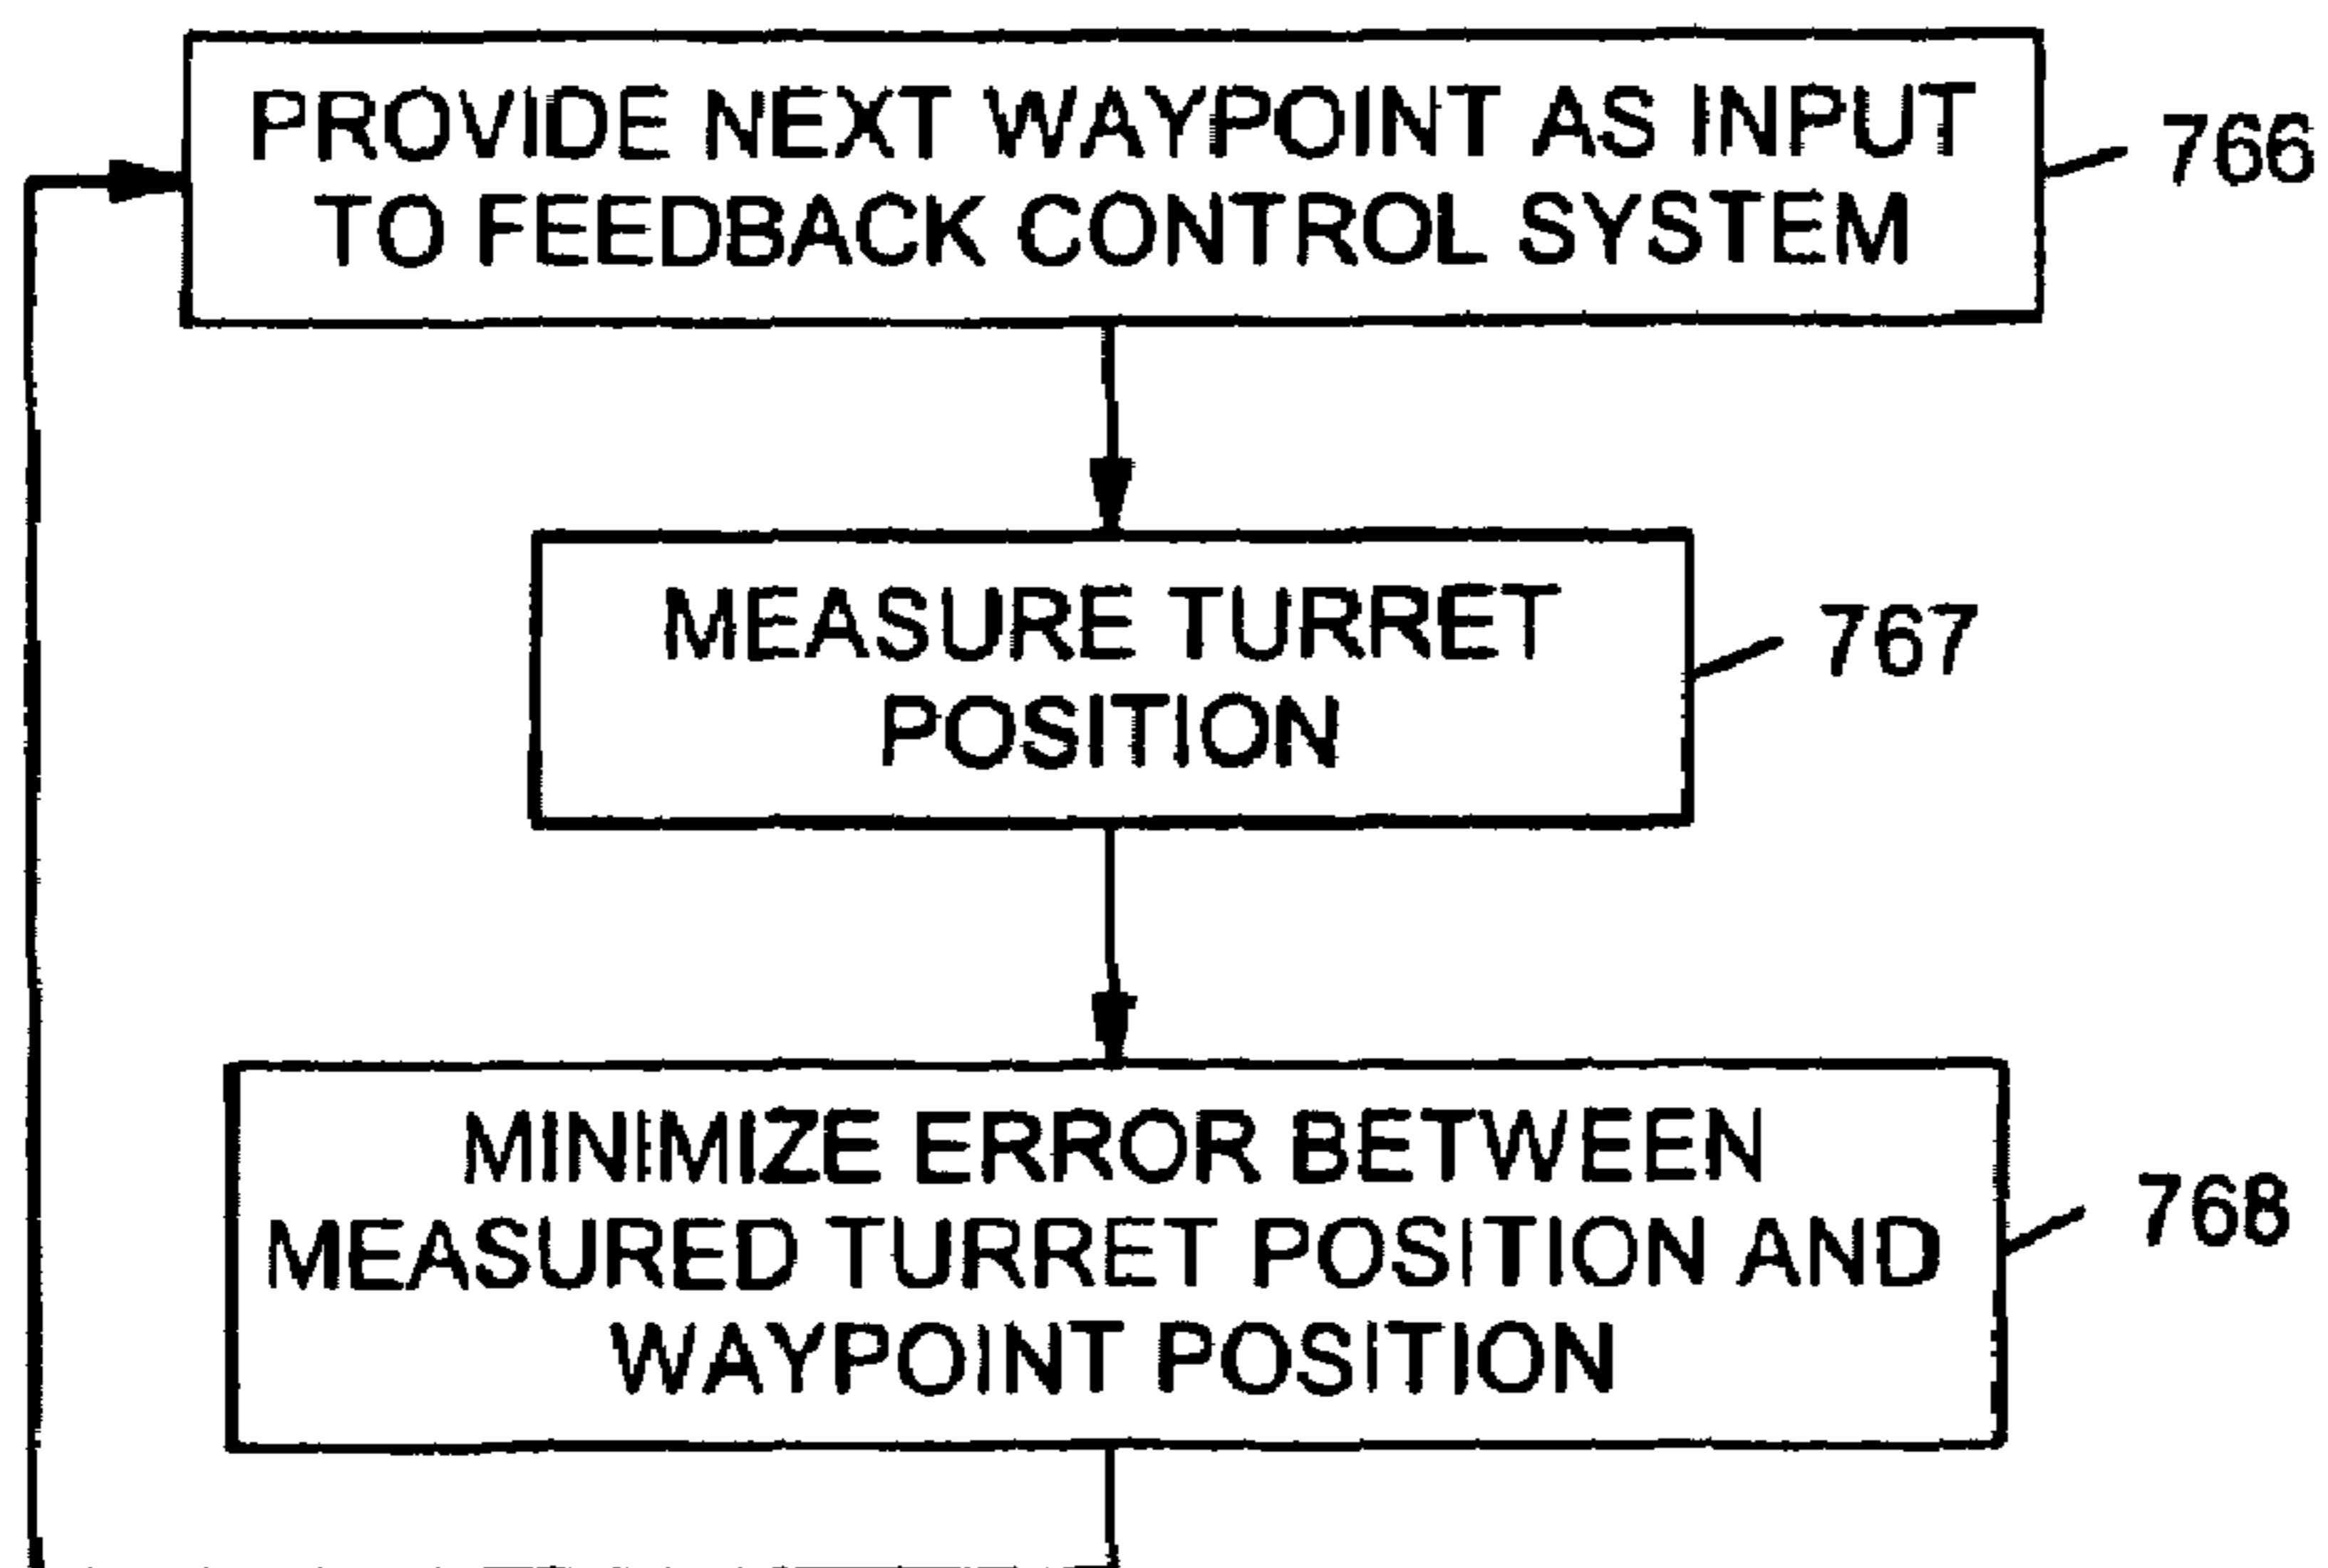 PROVIDE NEXT WAYPOINT AS INPUT
TO FEEDBACK CONTROL SYSTEM
766
MEASURE TURRET
POSITION
767
MINIMIZE ERROR BETWEEN
MEASURED TURRET POSITION AND
WAYPOINT POSITION
768